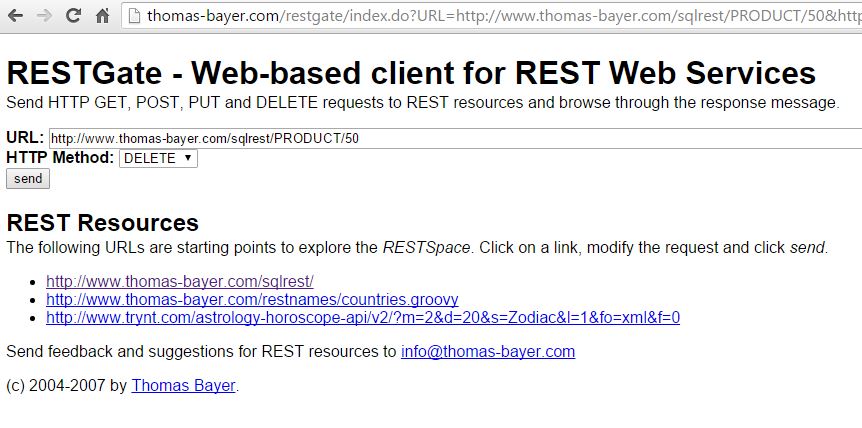 thomas-bayer.com/restgate/index.do?URL=http://www.thomas-bayer.com/sqlrest/PRODUCT/50&http
RESTGate - Web-based client for REST Web Services
Send HTTP GET, POST, PUT and DELETE requests to REST resources and browse through the response message.
URL: http://www.thomas-bayer.com/sqlrest/PRODUCT/50
HTTP Method: DELETE
send
REST Resources
The following URLs are starting points to explore the RESTSpace. Click on a link, modify the request and click send.
http://www.thomas-bayer.com/sqlrest/
http://www.thomas-bayer.com/restnames/countries.groovy
http://www.trynt.com/astrology-horoscope-api/v2/?m=2&d=20&s=Zodiac&l=1&fo=xml&f=0
Send feedback and suggestions for REST resources to info@thomas-bayer.com
(c) 2004-2007 by Thomas Bayer.